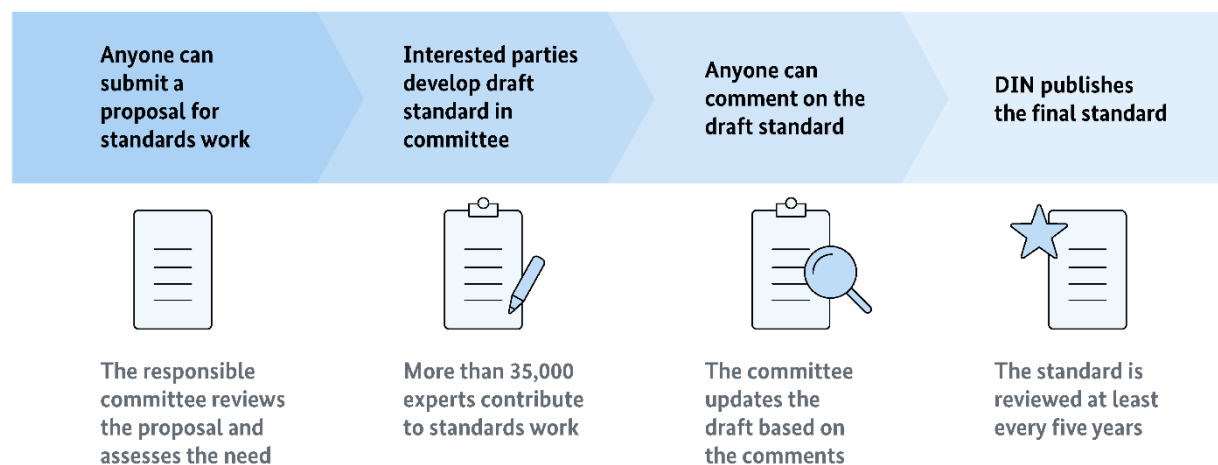 Anyone can
submit a
proposal for
standards work
Interested parties
develop draft
standard in
committee
Anyone can
comment on the
draft standard
DIN publishes
the final standard
The responsible
committee reviews
the proposal and
assesses the need
More than 35,000
experts contribute
to standards work
The committee
updates the
draft based on
the comments
The standard is
reviewed at least
every five years